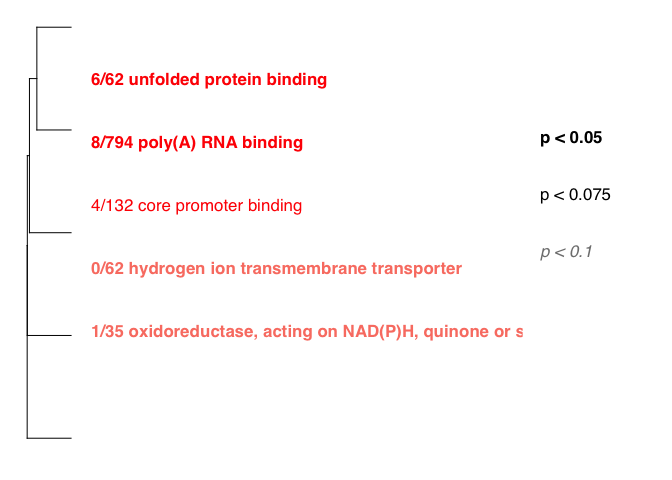 6/62 unfolded protein binding
8/794 poly(A) RNA binding
4/132 core promoter binding
0/62 hydrogen ion transmembrane transporter
1/35 oxidoreductase, acting on NAD(P)H, quinone or s
p < 0.05
p < 0.075
p < 0.1